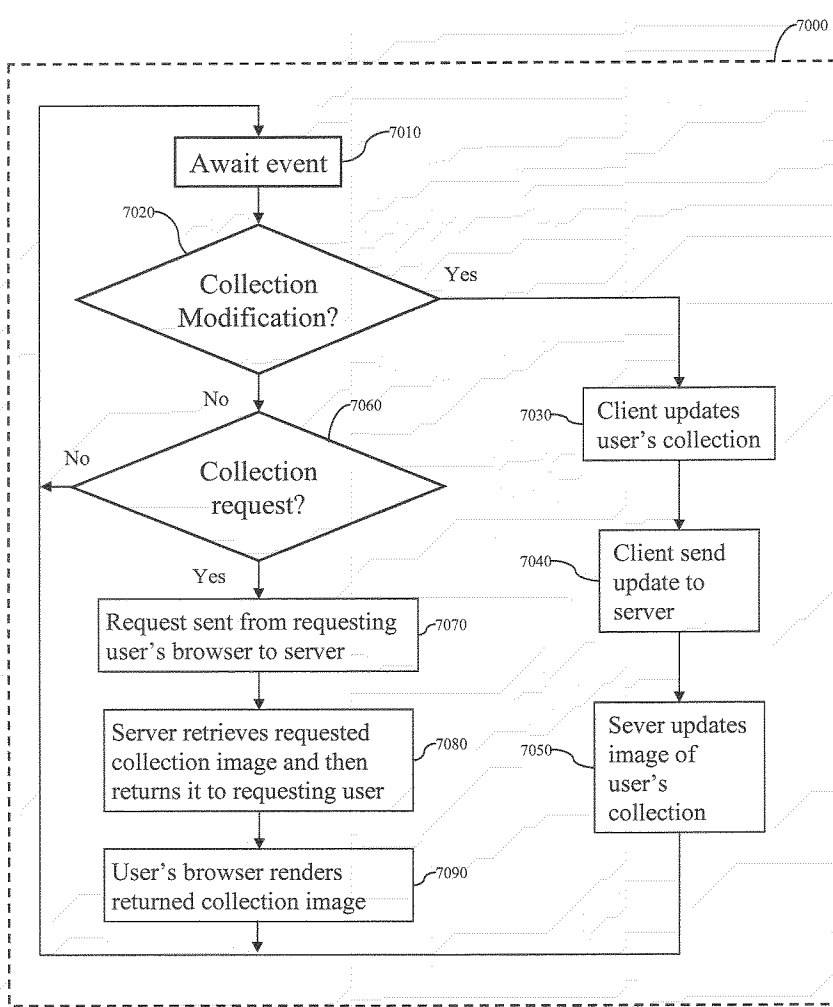 7000
7010
Await event
7020
Collection
Modification?
Yes
No
7060
7030
Client updates
user's collection
No
Collection
request?
7040
Client send
update to
server
Yes
Request sent from requesting
user's browser to server
7070
Server retrieves requested
collection image and then
returns it to requesting user
7080
7050
Sever updates
image of
user's
collection
User's browser renders
returned collection image
7090